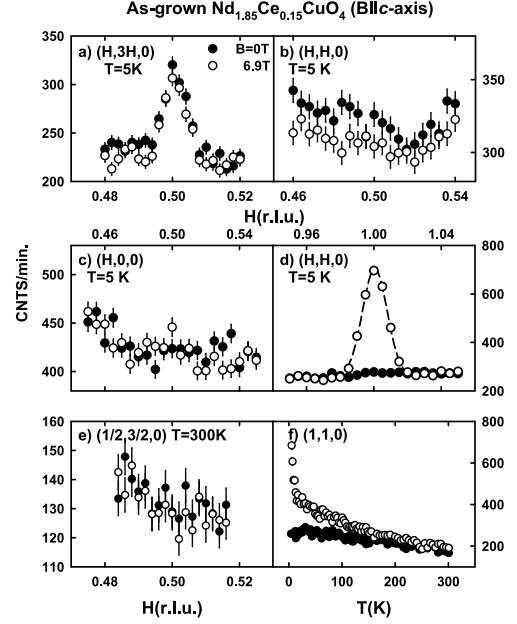 As-grown Nd1.85Ce0.15CuO4 (BIIc-axis)
a) (H,3H,0)
T=5K
B=0T
6.9T
350
300
250
200
0.48
0.50
0.52
b) (H,H,0)
T=5 K
350
300
0.46
0.50
0.54
H(r.l.u.)
H(r.l.u.)
CNTS/min.
0.46
0.50
0.54
c) (H,0,0)
T=5 K
500
450
400
0.96
1.00
1.04
d) (H,H,0)
T=5 K
800
600
400
200
e) (1/2,3/2,0) T=300K
160
150
140
130
120
110
0.48
0.50
0.52
H(r.l.u.)
f) (1,1,0)
800
600
400
200
0
100
200
300
T(K)